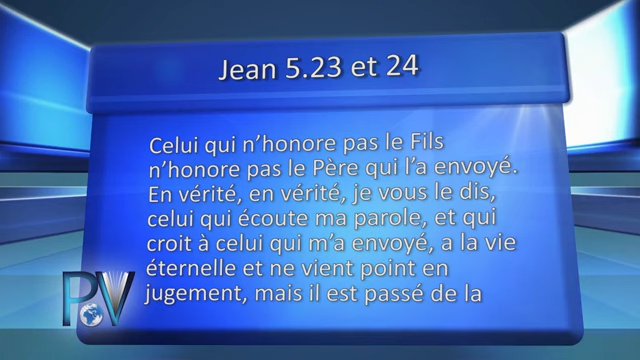 Jean 5.23 et 24
Celui qui n’honore pas le Fils
n’honore pas le Père qui l’a envoyé.
En vérité, en vérité, je vous le dis,
celui qui écoute ma parole, et qui
croit à celui qui m’a envoyé, a la vie
éternelle et ne vient point en
jugement, mais il est passé de la
PV